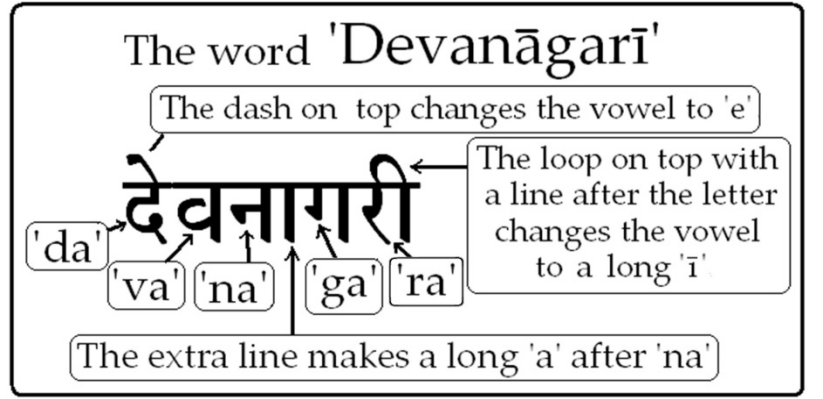 The word 'Devanāgarī'
The dash on top changes the vowel to 'e'
देवनागरी
The loop on top with
a line after the letter
changes the vowel
to a long 'ī'
'da'
'va'
'na'
'ga'
'ra'
The extra line makes a long 'a' after 'na'